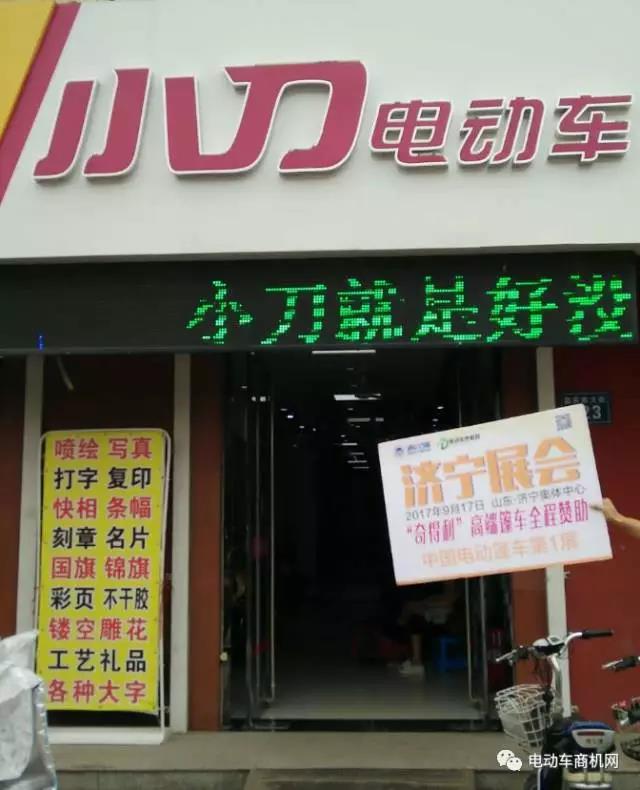 小刀电动车
小刀就是好
23
喷绘 写真
打字 复印
快相 条幅
刻章 名片
国旗 锦旗
彩页 不干胶
镂空 雕花
工艺 礼品
各种大字
济宁展会
2017年9月17日 山东·济宁奥体中心
“奇得利”高端篷车全程赞助
中国电动篷车第1展
电动车商机网